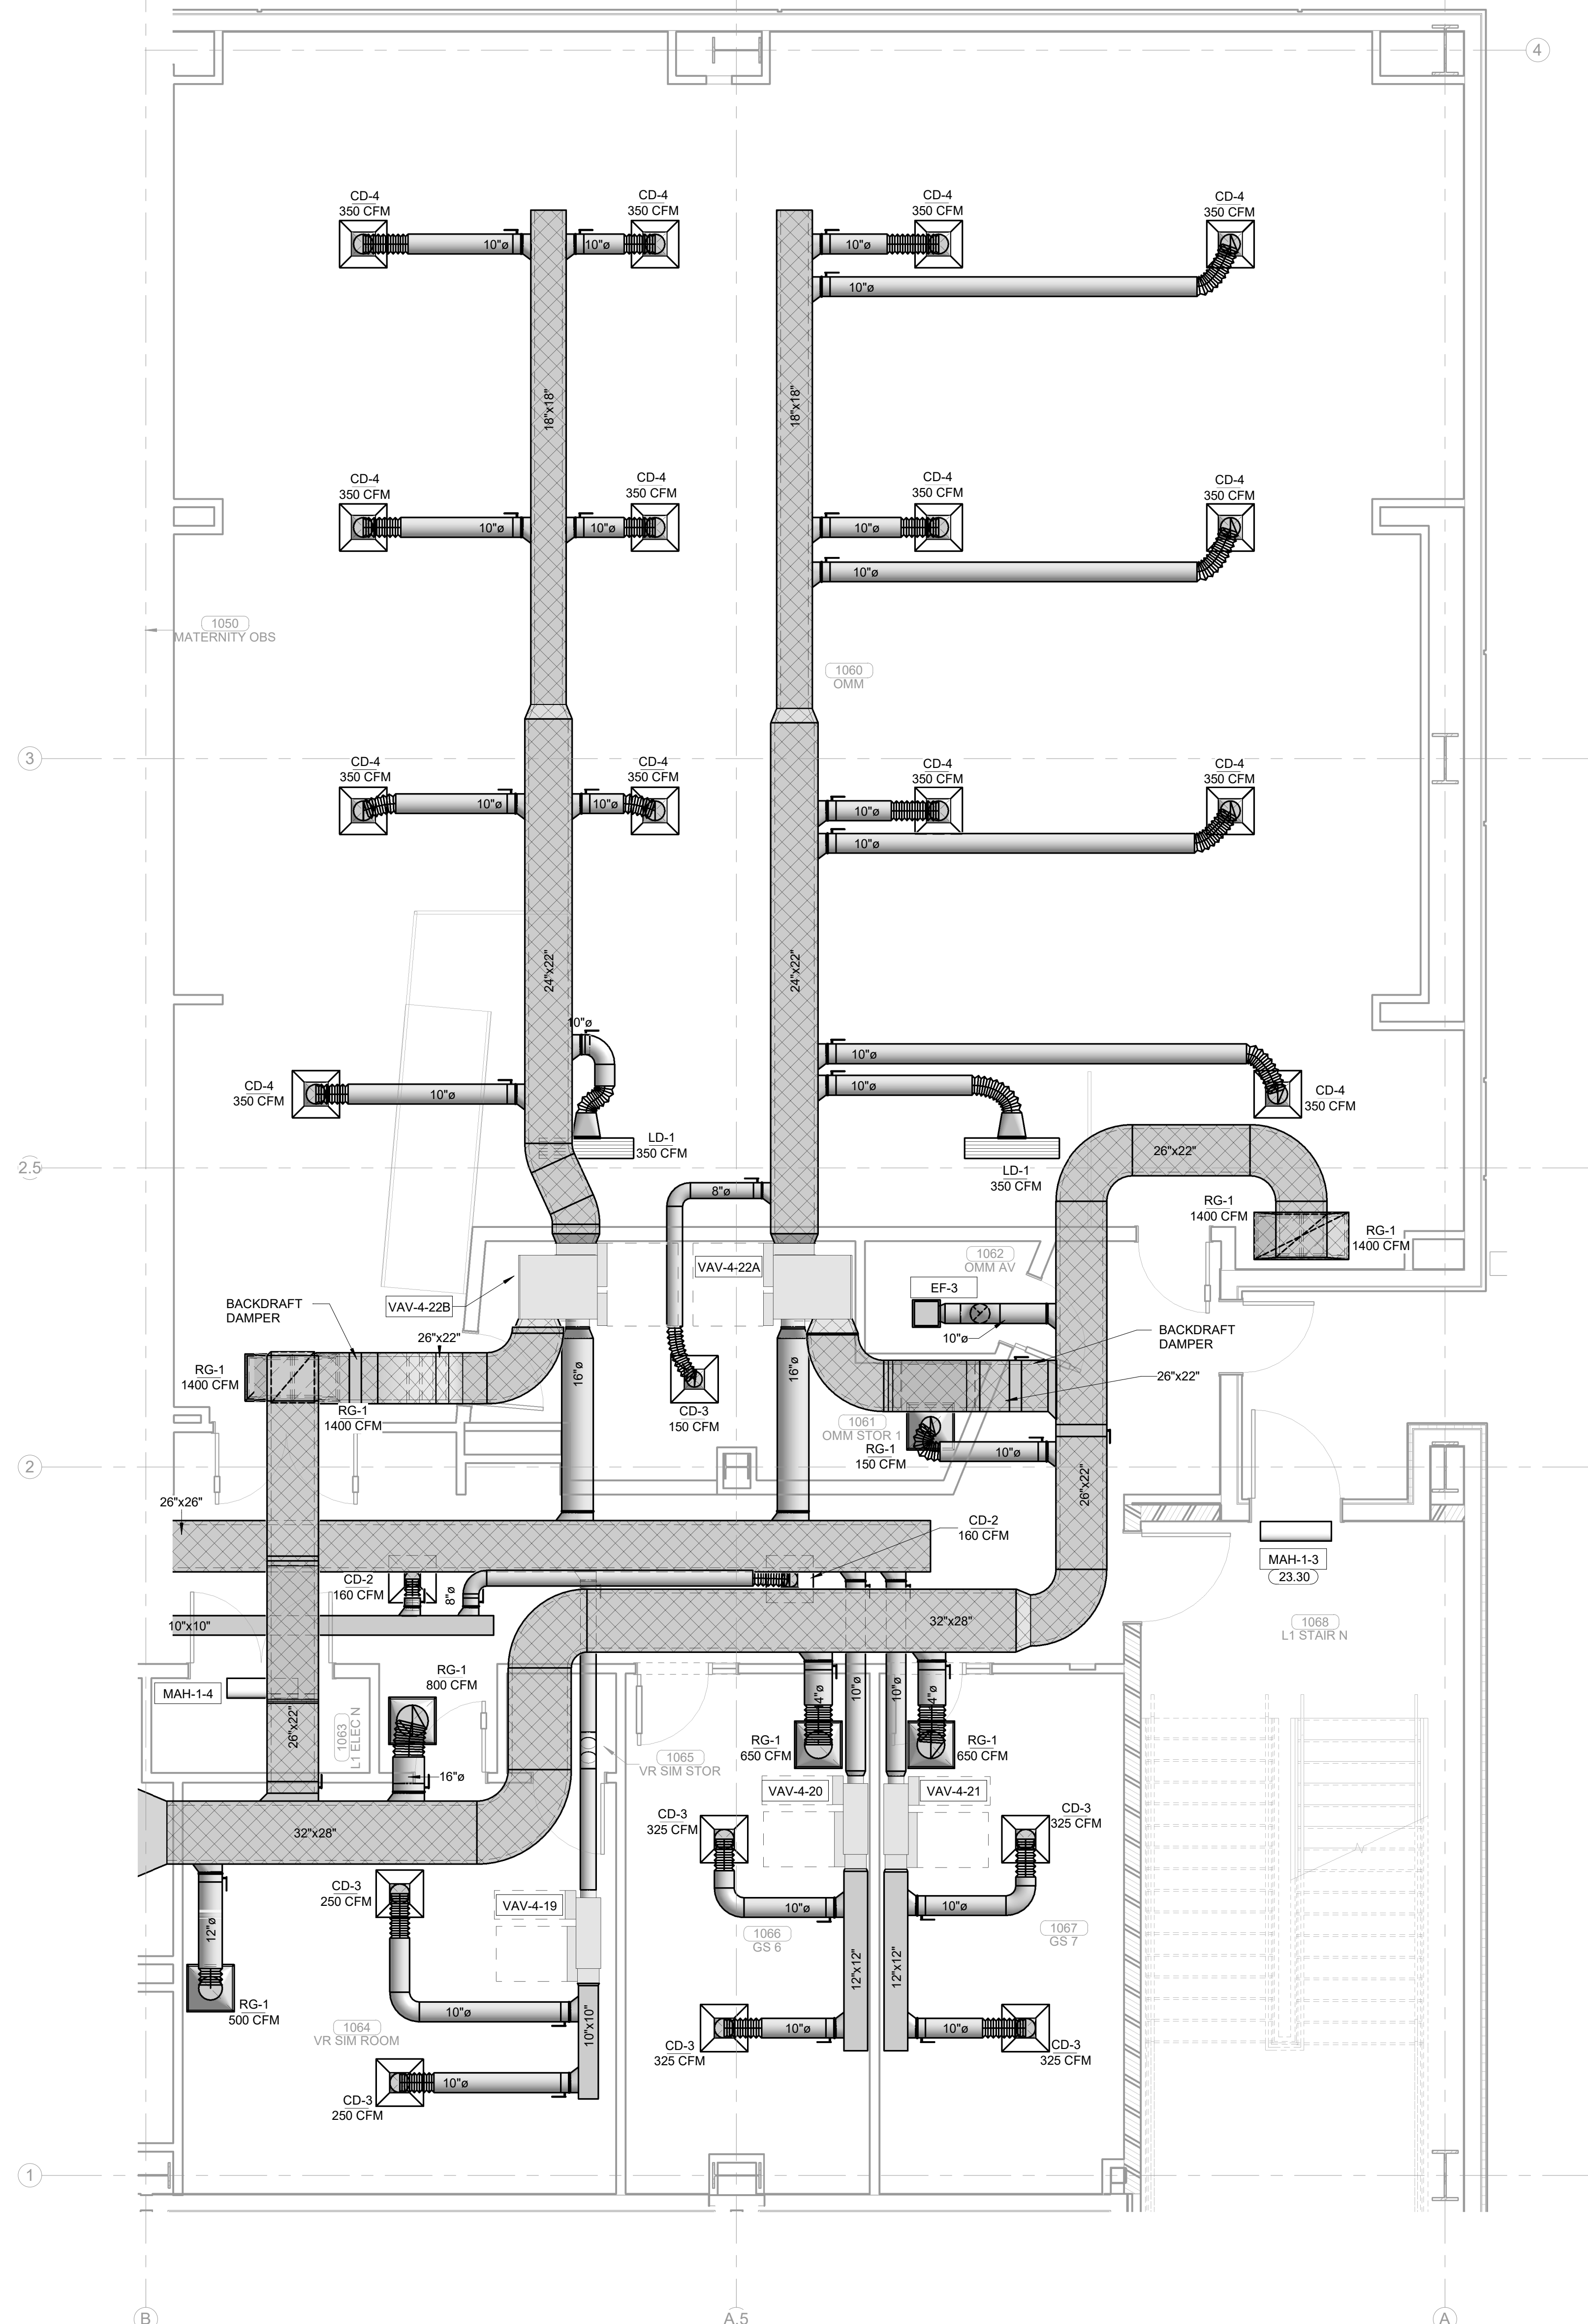 4
CD-4
350 CFM
CD-4
350 CFM
CD-4
350 CFM
CD-4
350 CFM
10"ø
10"ø
10"ø
10"ø
18"x18"
18"x18"
CD-4
350 CFM
CD-4
350 CFM
CD-4
350 CFM
CD-4
350 CFM
10"ø
10"ø
10"ø
10"ø
1050
MATERNITY OBS
1060
OMM
3
CD-4
350 CFM
CD-4
350 CFM
CD-4
350 CFM
CD-4
350 CFM
10"ø
10"ø
10"ø
10"ø
24"x22"
24"x22"
10"ø
10"ø
CD-4
350 CFM
10"ø
10"ø
CD-4
350 CFM
LD-1
350 CFM
LD-1
350 CFM
26"x22"
2.5
8"ø
RG-1
1400 CFM
RG-1
1400 CFM
VAV-4-22A
1062
OMM AV
EF-3
VAV-4-22B
10"ø
BACKDRAFT
DAMPER
26"x22"
BACKDRAFT
DAMPER
RG-1
1400 CFM
16"ø
16"ø
26"x22"
RG-1
1400 CFM
CD-3
150 CFM
1061
OMM STOR 1
RG-1
150 CFM
10"ø
2
26"x22"
26"x26"
CD-2
160 CFM
MAH-1-3
23.30
CD-2
160 CFM
8"ø
10"x10"
32"x28"
1068
L1 STAIR N
RG-1
800 CFM
MAH-1-4
26"x22"
1063
L1 ELEC N
4"ø
10"ø
10"ø
4"ø
RG-1
650 CFM
RG-1
650 CFM
1065
VR SIM STOR
16"ø
VAV-4-20
VAV-4-21
CD-3
325 CFM
CD-3
325 CFM
32"x28"
CD-3
250 CFM
VAV-4-19
10"ø
10"ø
12"ø
1066
GS 6
1067
GS 7
12"x12"
12"x12"
RG-1
500 CFM
10"ø
10"x10"
1064
VR SIM ROOM
10"ø
10"ø
CD-3
325 CFM
CD-3
325 CFM
10"ø
CD-3
250 CFM
1
B
A.5
A